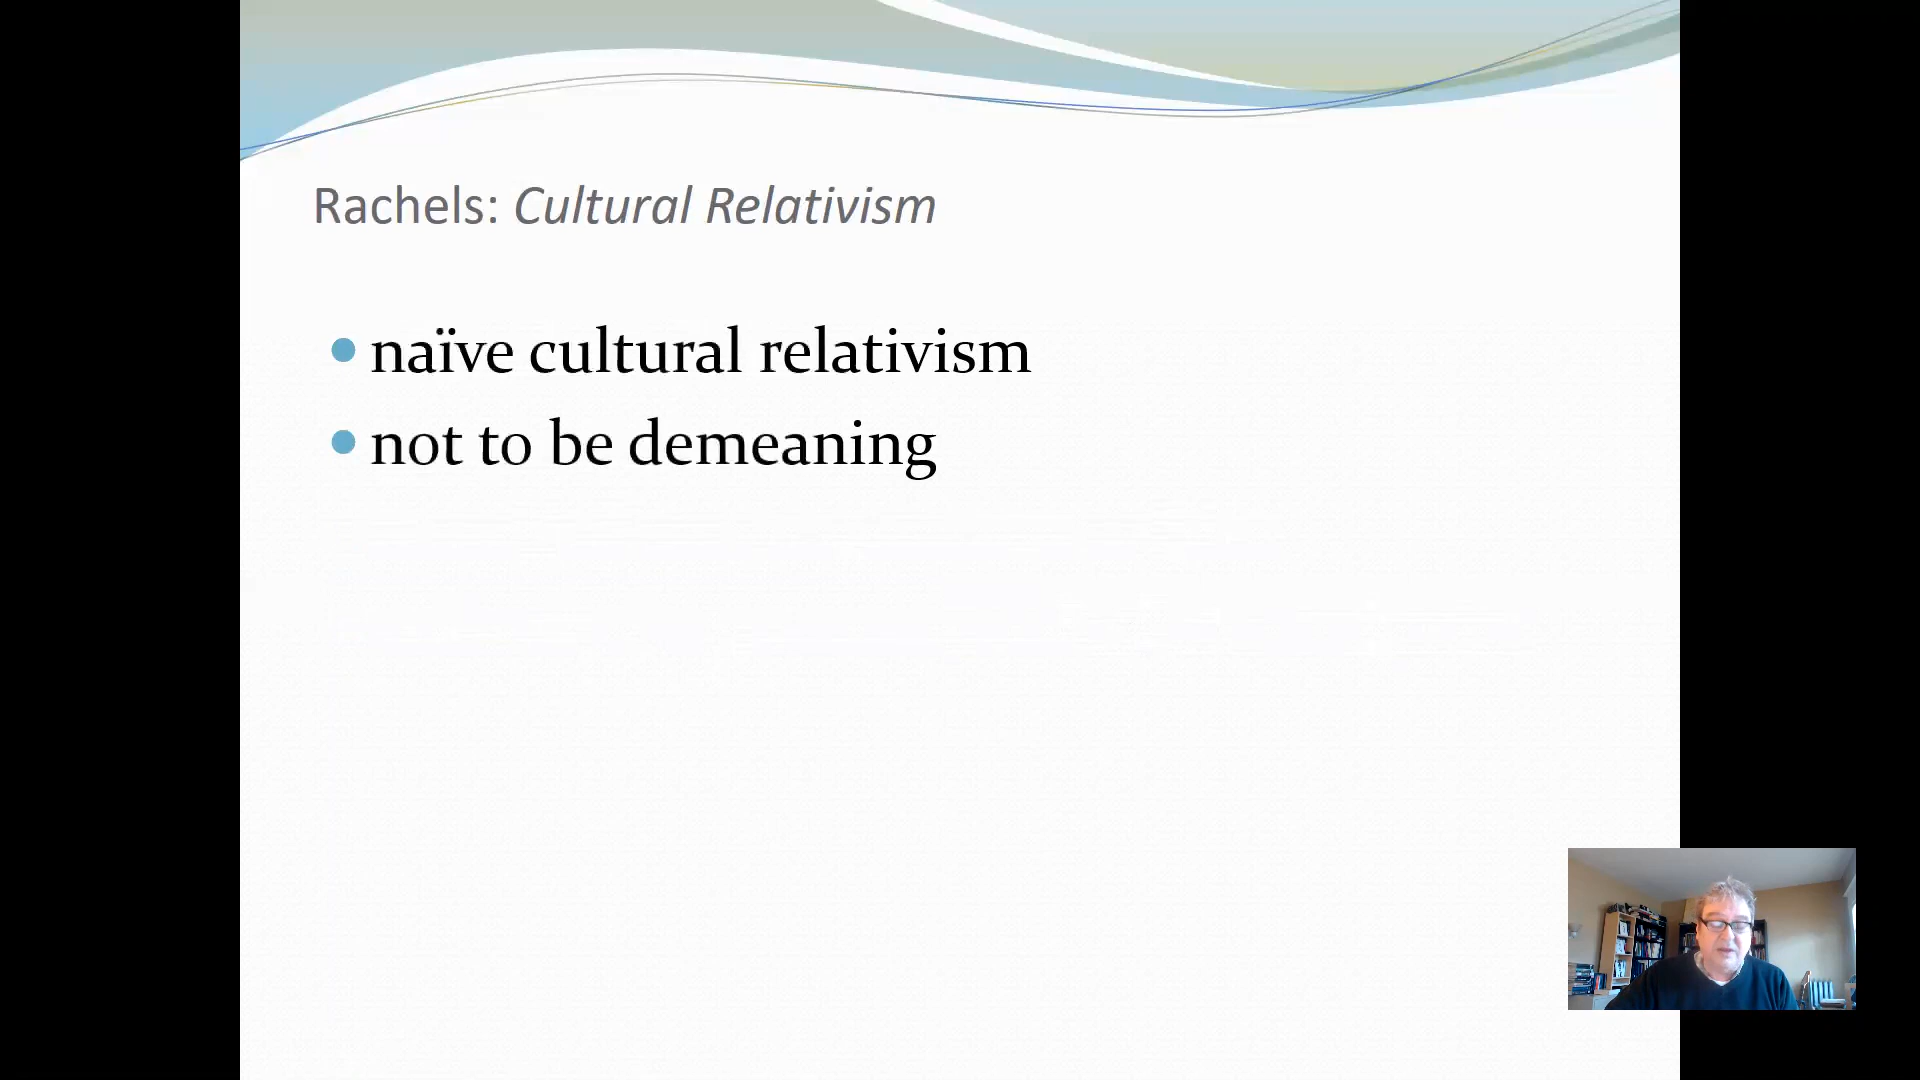 Rachels: Cultural Relativism
naïve cultural relativism
not to be demeaning